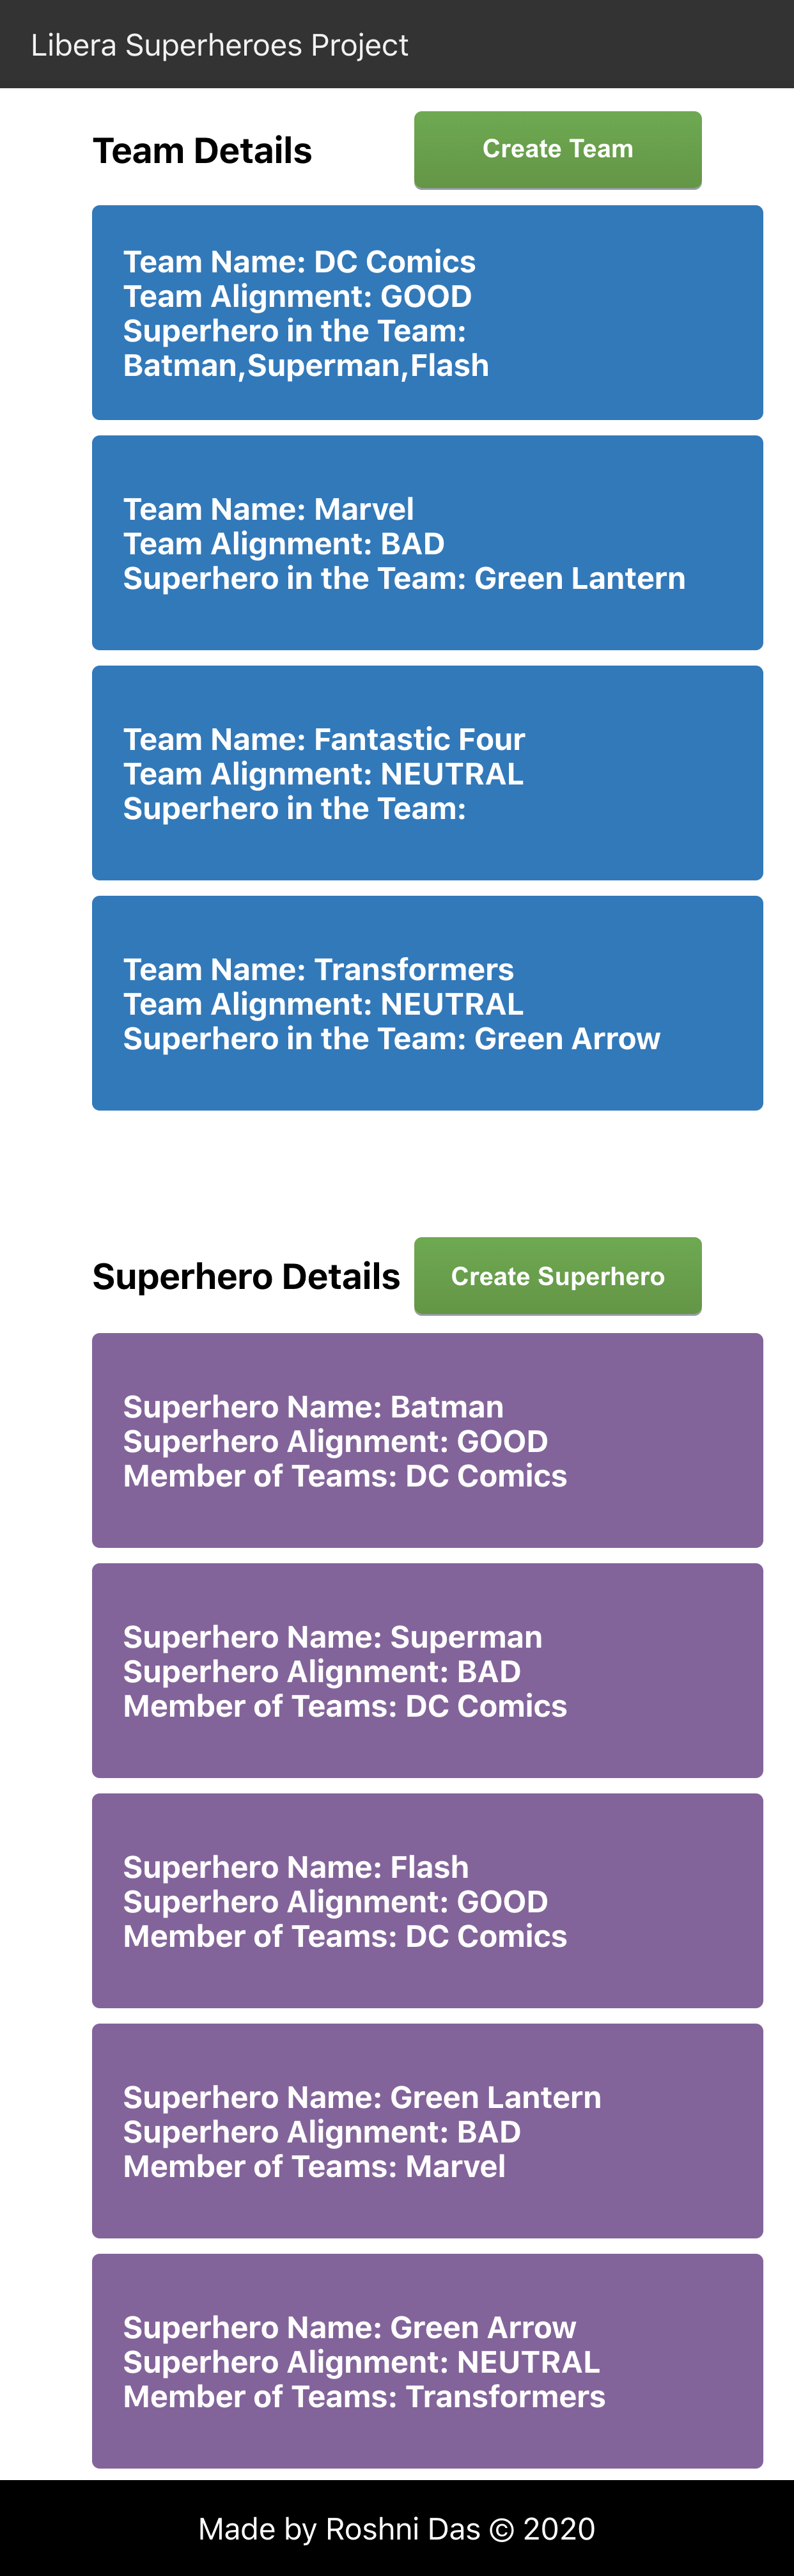 Libera Superheroes Project
Team Details
Create Team
Team Name: DC Comics
Team Alignment: GOOD
Superhero in the Team:
Batman,Superman,Flash
Team Name: Marvel
Team Alignment: BAD
Superhero in the Team: Green Lantern
Team Name: Fantastic Four
Team Alignment: NEUTRAL
Superhero in the Team:
Team Name: Transformers
Team Alignment: NEUTRAL
Superhero in the Team: Green Arrow
Superhero Details
Create Superhero
Superhero Name: Batman
Superhero Alignment: GOOD
Member of Teams: DC Comics
Superhero Name: Superman
Superhero Alignment: BAD
Member of Teams: DC Comics
Superhero Name: Flash
Superhero Alignment: GOOD
Member of Teams: DC Comics
Superhero Name: Green Lantern
Superhero Alignment: BAD
Member of Teams: Marvel
Superhero Name: Green Arrow
Superhero Alignment: NEUTRAL
Member of Teams: Transformers
Made by Roshni Das © 2020